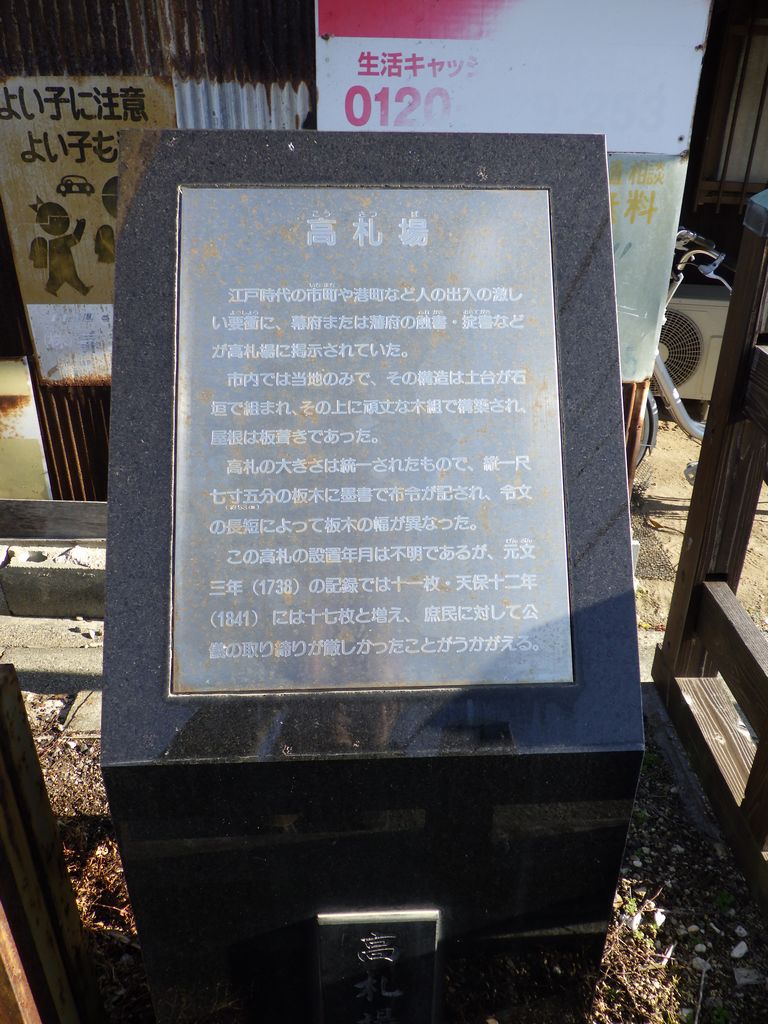 生活キャッ
0120
よい子に注意
よい子も
相談
料
高札場
江戸時代の市町や港町など人の出入の激し
い要衝に、幕府または藩府の触書・掟書など
が高札場に掲示されていた。
市内では当地のみで、その構造は土台が石
垣で組まれ、その上に頑丈な木組で構築され、
屋根は板葺きであった。
高札の大きさは統一されたもので、縦一尺
七寸五分の板木に墨書で布令が記され、令文
の長短によって板木の幅が異なった。
この高札の設置年月は不明であるが、元文
三年（1738）の記録では十一枚・天保十二年
（1841）には十七枚と増え、庶民に対して公
儀の取り締りが厳しかったことがうかがえる。
高札場